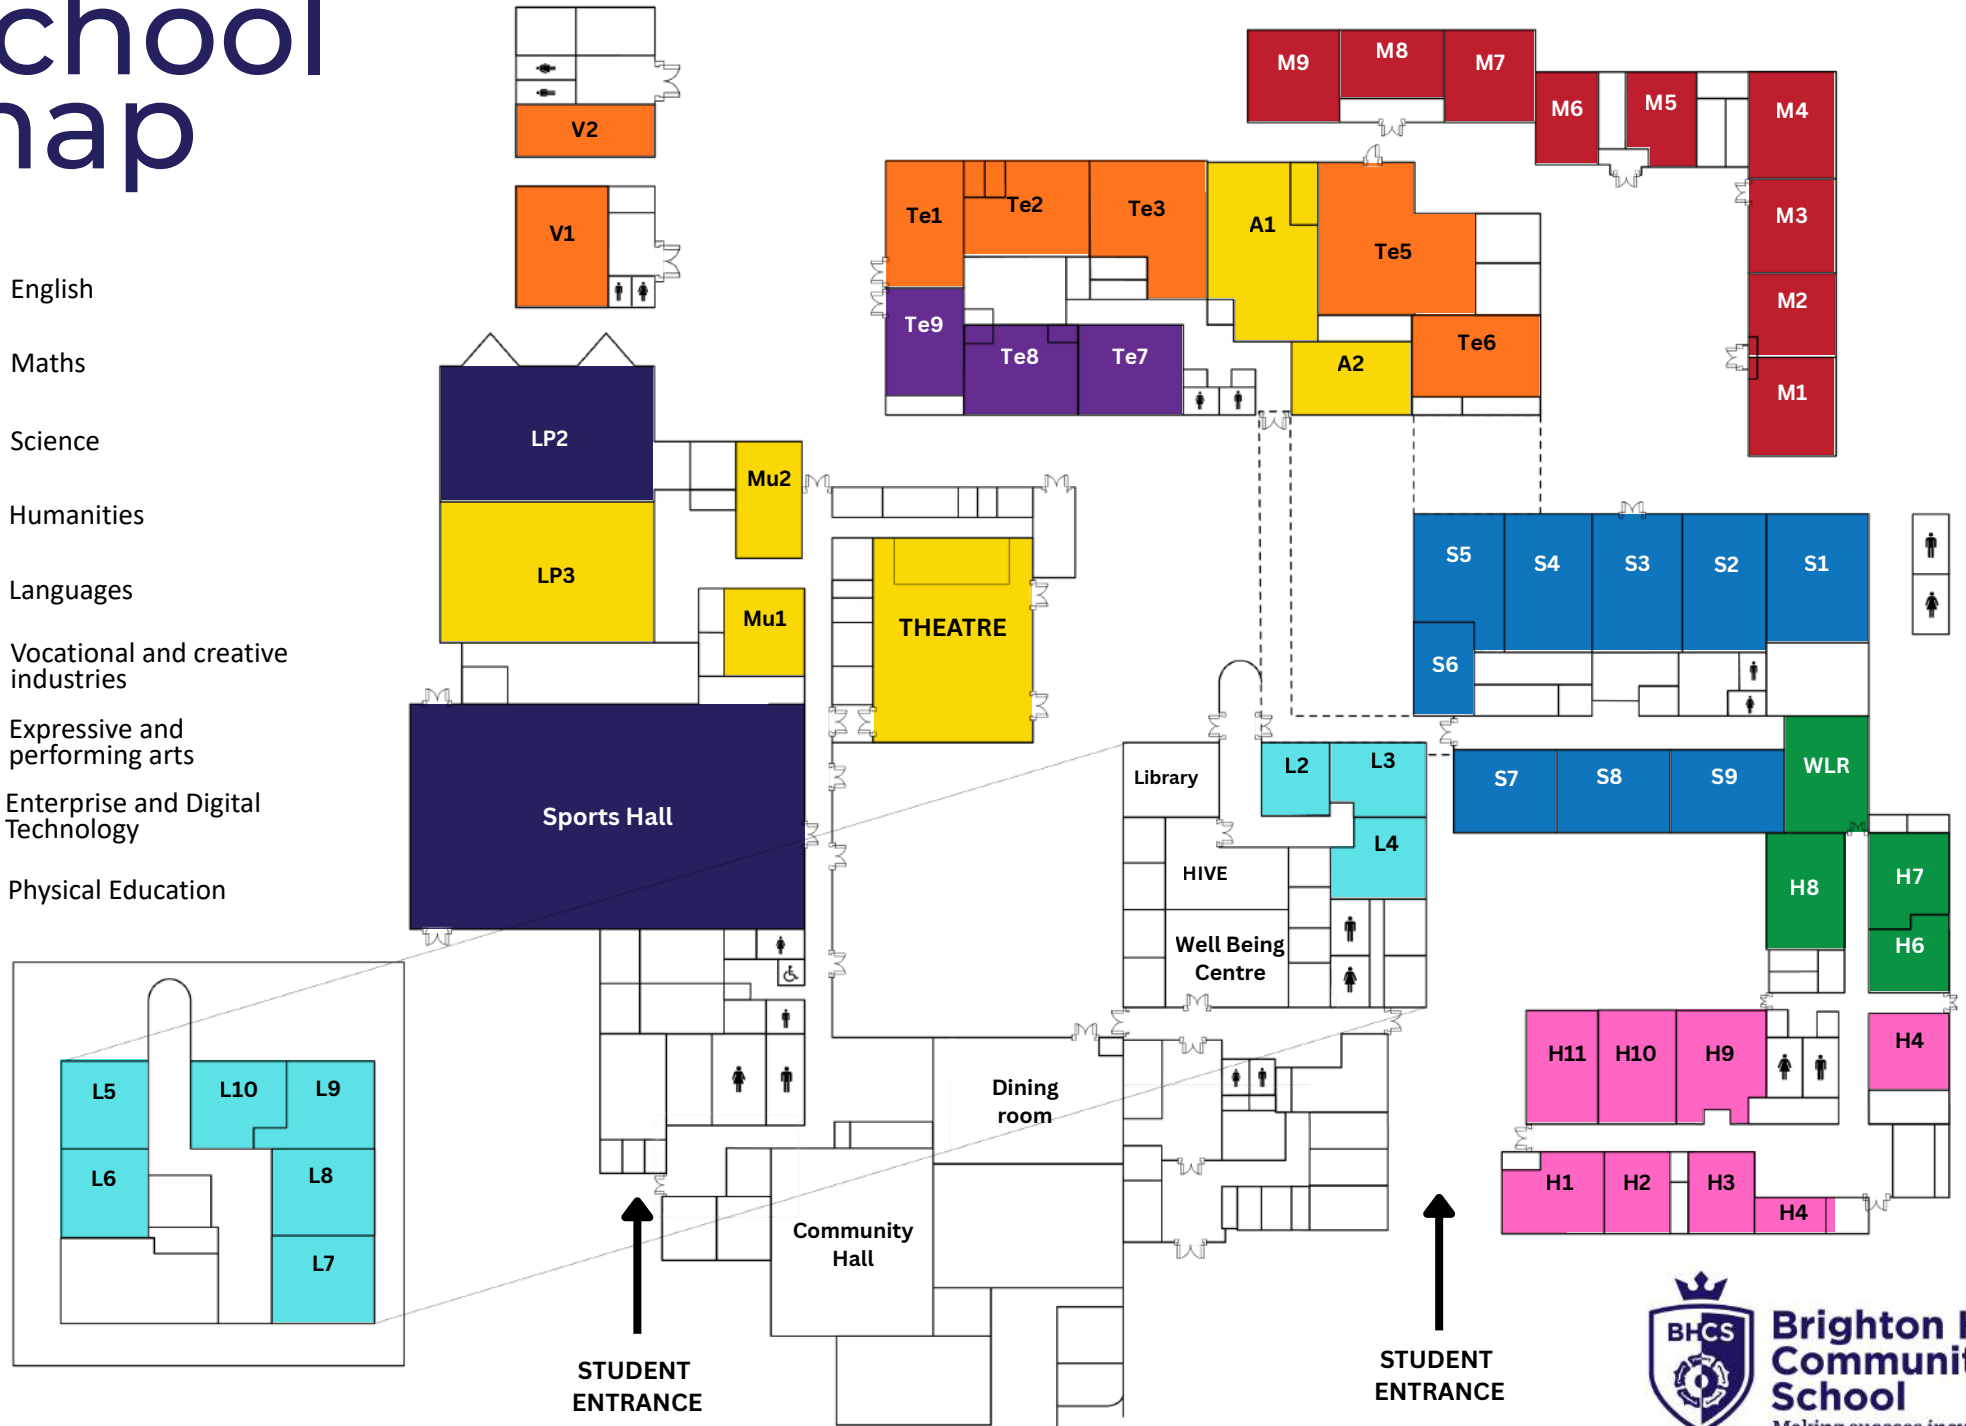 chool
map
English
Maths
Science
Humanities
Languages
Vocational and creative
industries
Expressive and
performing arts
Enterprise and Digital
Technology
Physical Education
V2
V1
LP2
LP3
Mu2
Mu1
THEATRE
Sports Hall
Te1
Te2
Te3
A1
Te5
Te9
Te8
Te7
A2
Te6
M9
M8
M7
M6
M5
M4
M3
M2
M1
S5
S4
S3
S2
S1
S6
S7
S8
S9
WLR
Library
L2
L3
L4
HIVE
Well Being
Centre
H8
H7
H6
H11
H10
H9
H4
H1
H2
H3
H4
Dining
room
Community
Hall
L5
L10
L9
L6
L8
L7
STUDENT
ENTRANCE
STUDENT
ENTRANCE
BHCS
Brighton
Communit
School
Making success